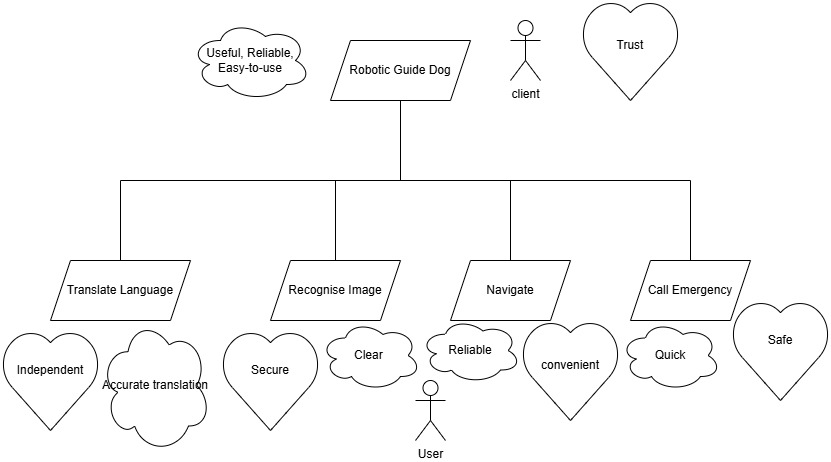 Useful, Reliable,
Easy-to-use
Robotic Guide Dog
client
Trust
Translate Language
Recognise Image
Navigate
Call Emergency
Independent
Accurate translation
Secure
Clear
Reliable
convenient
Quick
Safe
User